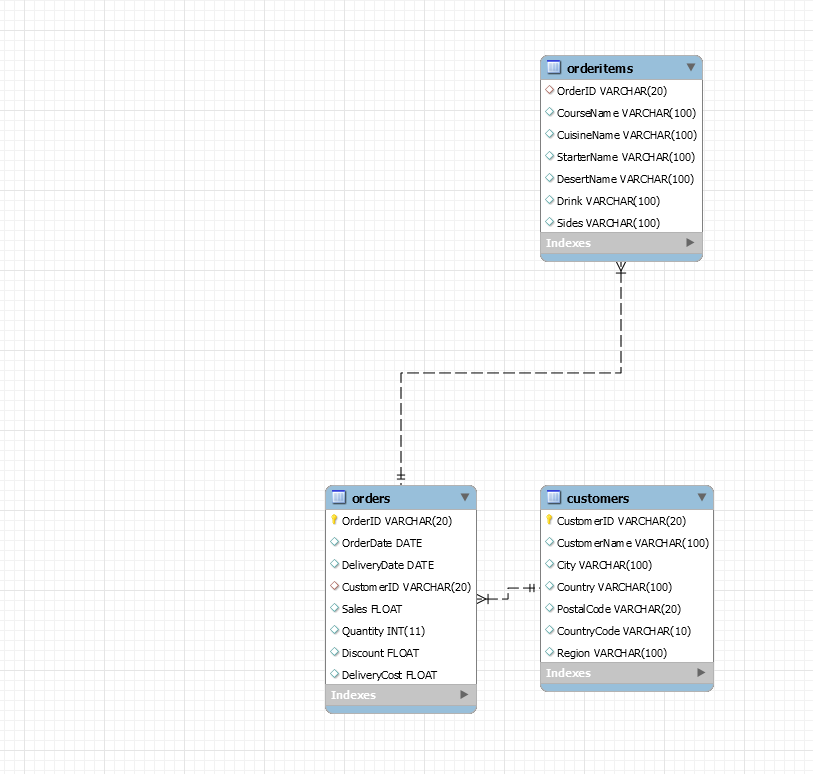 orderitems
OrderID VARCHAR(20)
CourseName VARCHAR(100)
CuisineName VARCHAR(100)
StarterName VARCHAR(100)
DesertName VARCHAR(100)
Drink VARCHAR(100)
Sides VARCHAR(100)
Indexes
orders
OrderID VARCHAR(20)
OrderDate DATE
DeliveryDate DATE
CustomerID VARCHAR(20)
Sales FLOAT
Quantity INT(11)
Discount FLOAT
DeliveryCost FLOAT
Indexes
customers
CustomerID VARCHAR(20)
CustomerName VARCHAR(100)
City VARCHAR(100)
Country VARCHAR(100)
PostalCode VARCHAR(20)
CountryCode VARCHAR(10)
Region VARCHAR(100)
Indexes